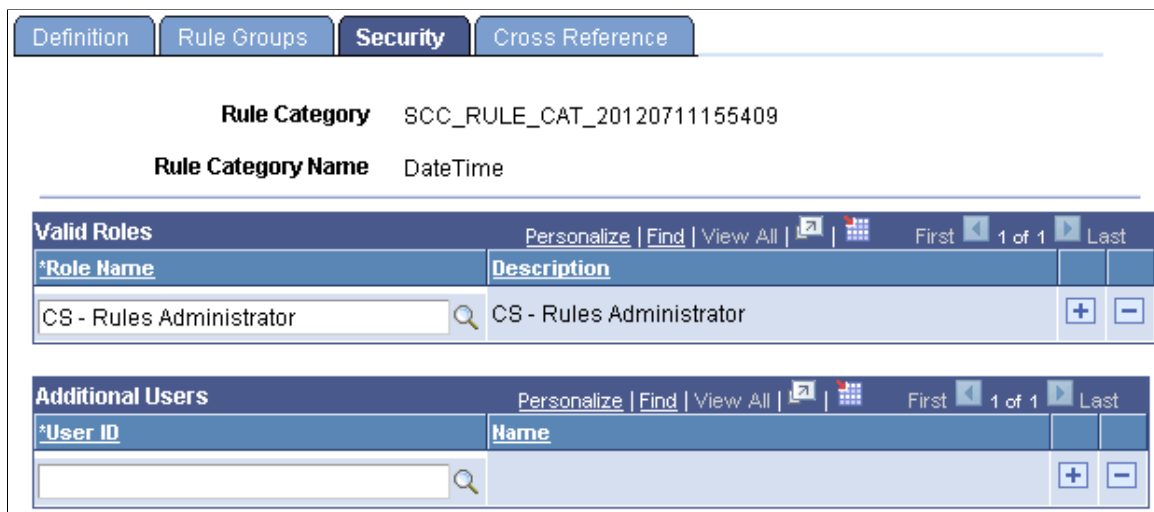 Definition Rule Groups Security Cross Reference
Rule Category SCC_RULE_CAT_20120711155409
Rule Category Name DateTime
Valid Roles Personalize | Find | View All | | First 1 of 1 Last
*Role Name Description
CS - Rules Administrator CS - Rules Administrator
Additional Users Personalize | Find | View All | | First 1 of 1 Last
*User ID Name